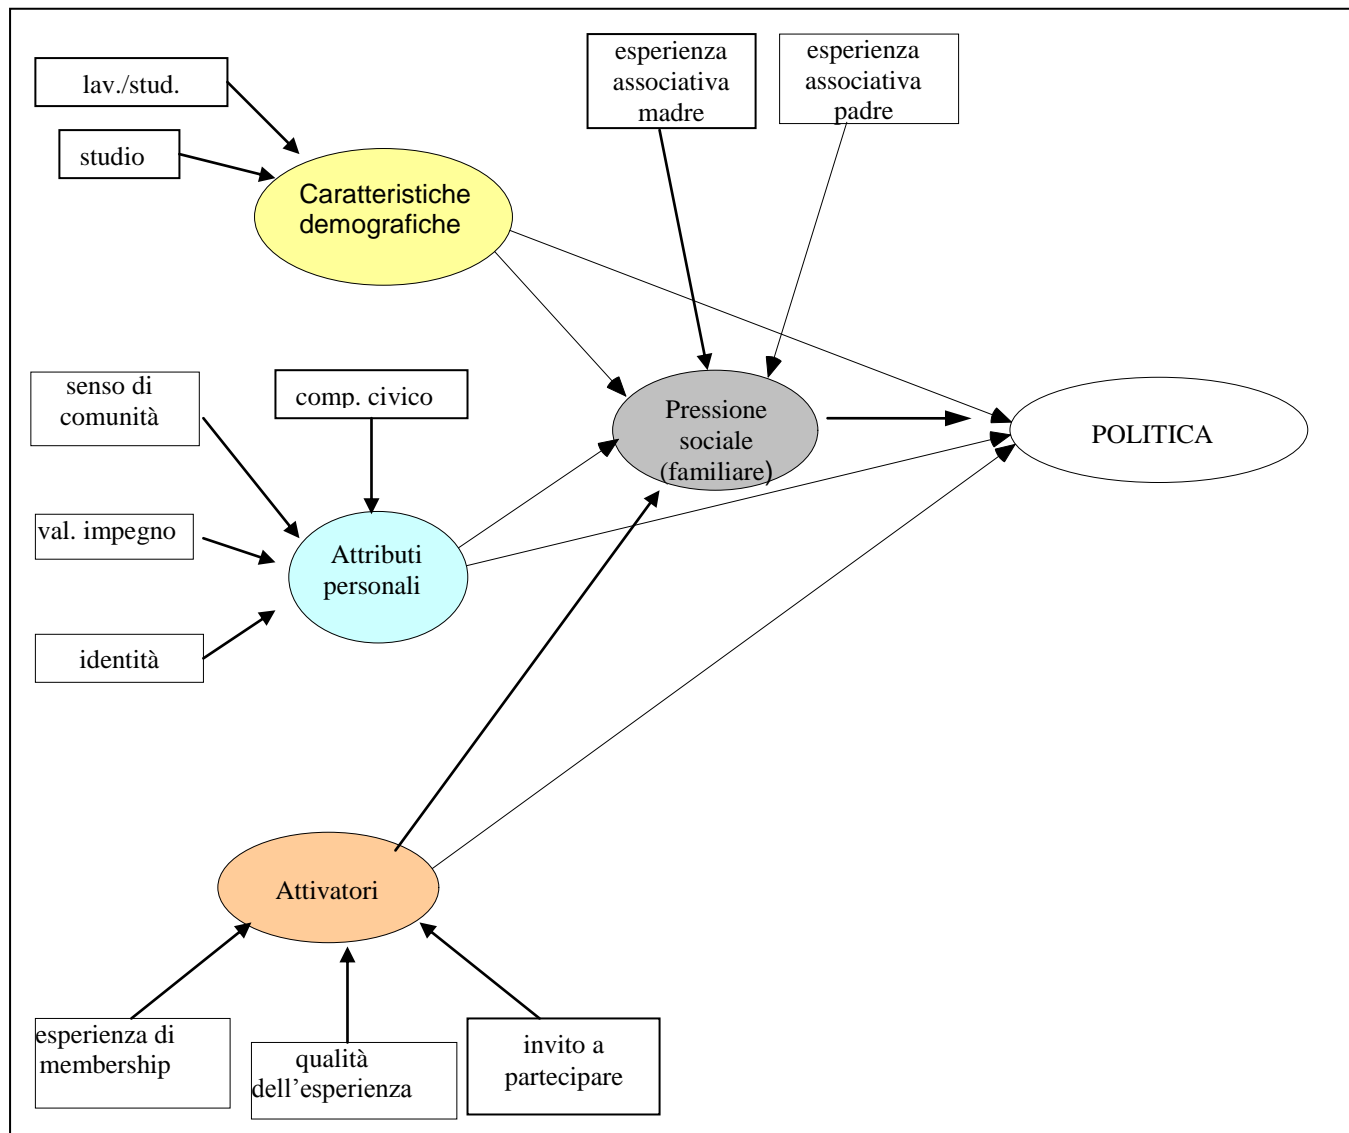 esperienza
associativa
madre
esperienza
associativa
padre
lav./stud.
studio
Caratteristiche
demografiche
senso di
comunità
comp. civico
Pressione
sociale
(familiare)
POLITICA
val. impegno
Attributi
personali
identità
Attivatori
esperienza di
membership
qualità
dell’esperienza
invito a
partecipare